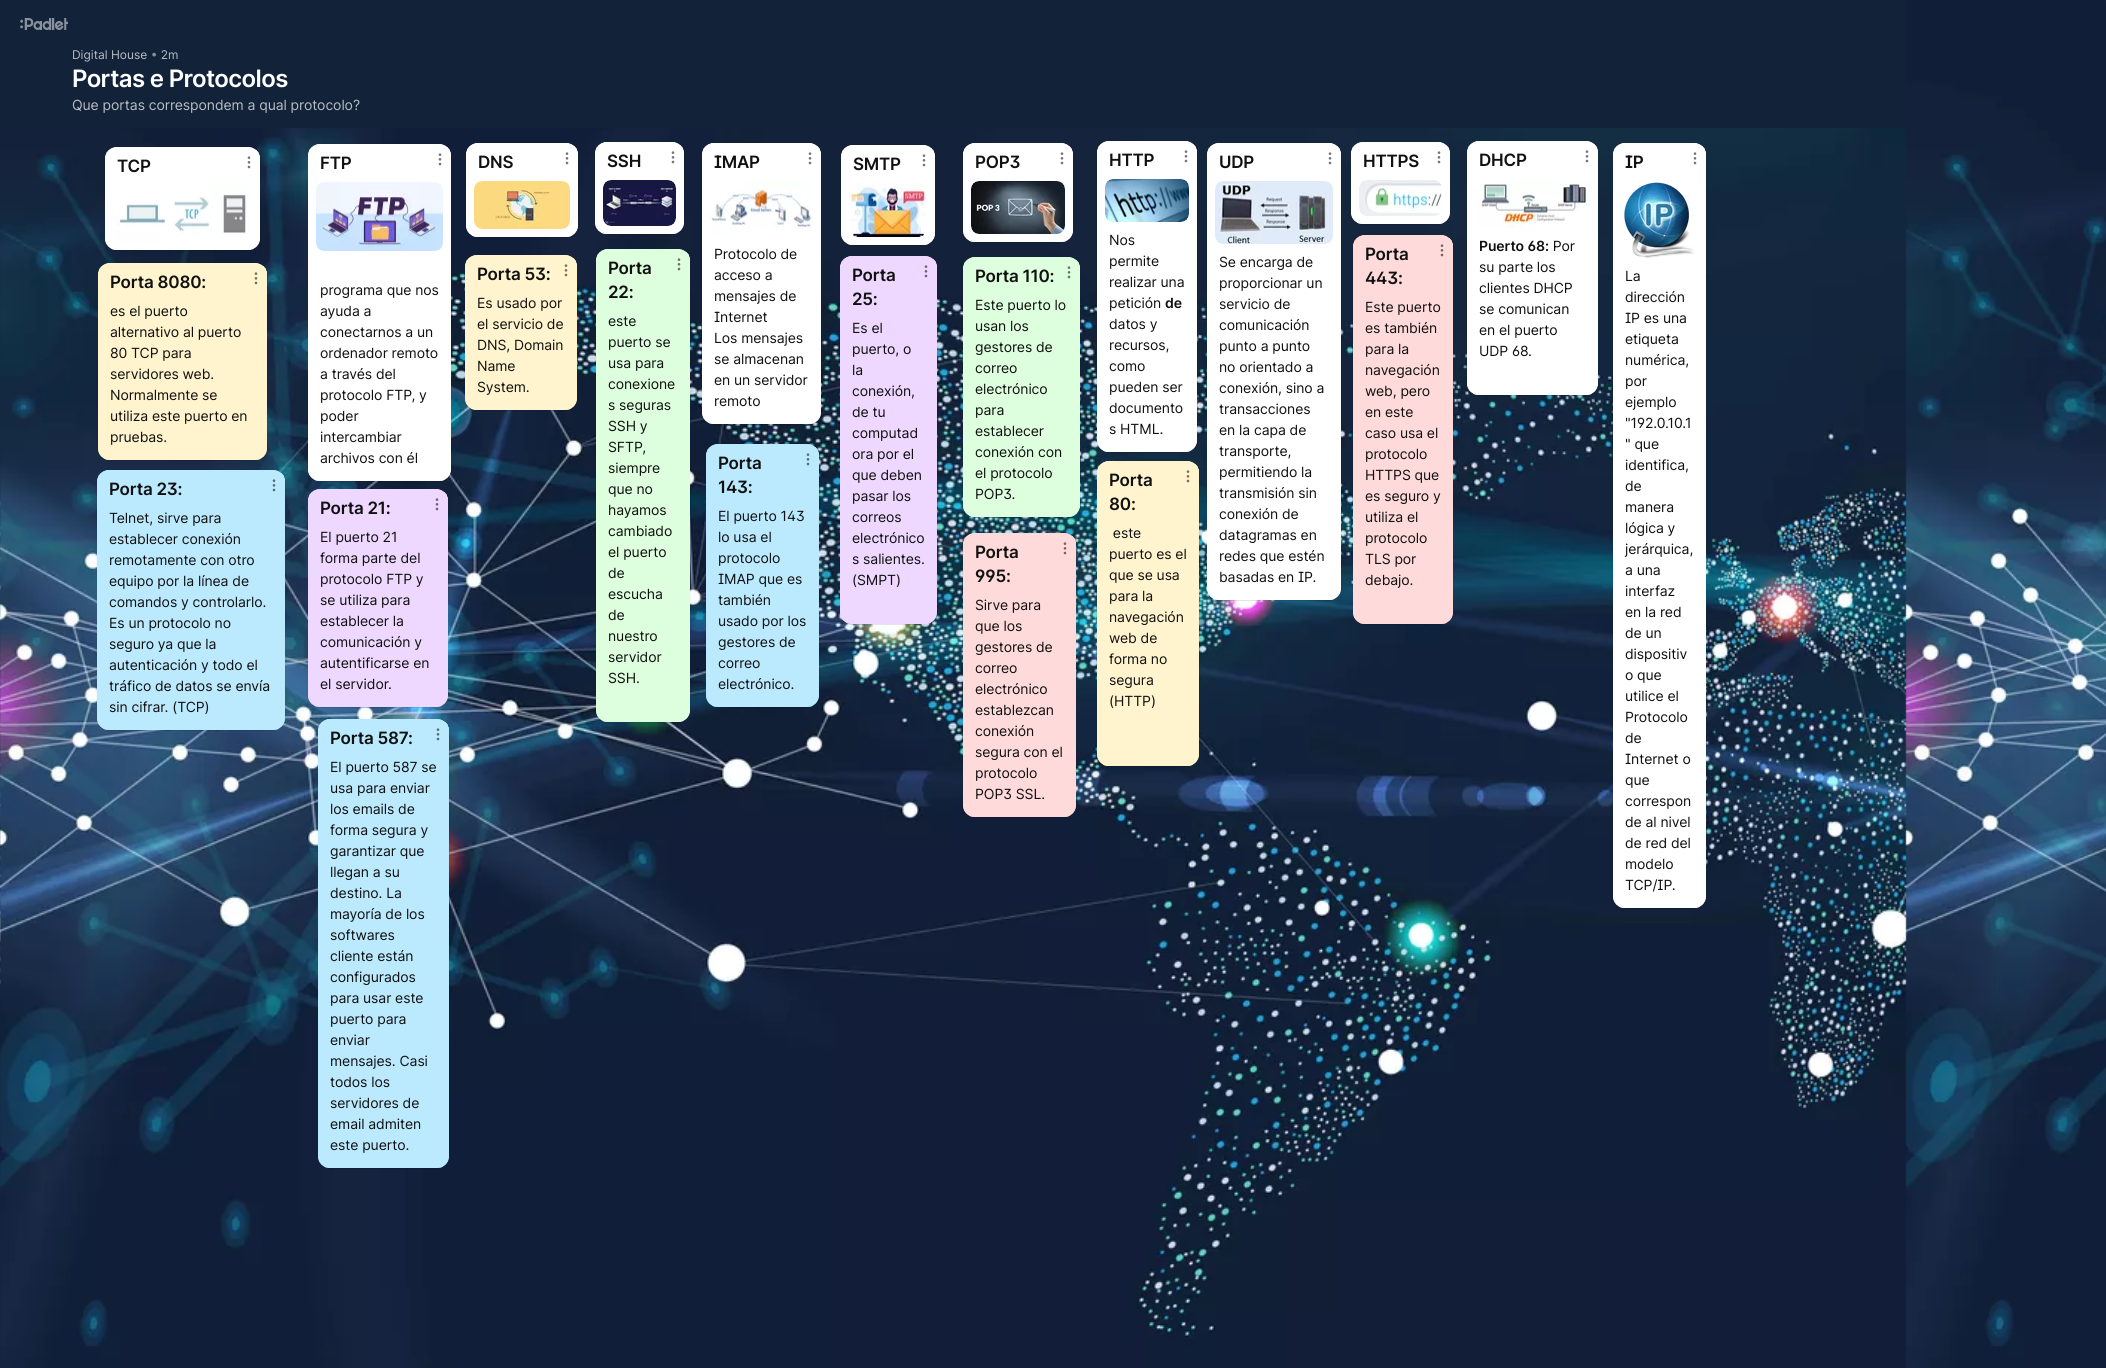 :Padlet
Digital House • 2m
Portas e Protocolos
Que portas correspondem a qual protocolo?
TCP
TCP
Porta 8080:
es el puerto
alternativo al puerto
80 TCP para
servidores web.
Normalmente se
utiliza este puerto en
pruebas.
Porta 23:
Telnet, sirve para
establecer conexión
remotamente con otro
equipo por la línea de
comandos y controlarlo.
Es un protocolo no
seguro ya que la
autenticación y todo el
tráfico de datos se envía
sin cifrar. (TCP)
FTP
FTP
programa que nos
ayuda a
conectarnos a un
ordenador remoto
a través del
protocolo FTP, y
poder
intercambiar
archivos con él
Porta 21:
El puerto 21
forma parte del
protocolo FTP y
se utiliza para
establecer la
comunicación y
autentificarse en
el servidor.
Porta 587:
El puerto 587 se
usa para enviar
los emails de
forma segura y
garantizar que
llegan a su
destino. La
mayoría de los
softwares
cliente están
configurados
para usar este
puerto para
enviar
mensajes. Casi
todos los
servidores de
email admiten
este puerto.
DNS
Porta 53:
Es usado por
el servicio de
DNS, Domain
Name
System.
SSH
Porta
22:
este
puerto se
usa para
conexione
s seguras
SSH y
SFTP,
siempre
que no
hayamos
cambiado
el puerto
de
escucha
de
nuestro
servidor
SSH.
IMAP
Protocolo de
acceso a
mensajes de
Internet
Los mensajes
se almacenan
en un servidor
remoto
Porta
143:
El puerto 143
lo usa el
protocolo
IMAP que es
también
usado por los
gestores de
correo
electrónico.
SMTP
SMTP
Porta
25:
Es el
puerto, o
la
conexión,
de tu
computad
ora por el
que deben
pasar los
correos
electrónico
s salientes.
(SMPT)
POP3
POP 3
Porta 110:
Este puerto lo
usan los
gestores de
correo
electrónico
para
establecer
conexión con
el protocolo
POP3.
Porta
995:
Sirve para
que los
gestores de
correo
electrónico
establezcan
conexión
segura con el
protocolo
POP3 SSL.
HTTP
http://www
Nos
permite
realizar una
petición de
datos y
recursos,
como
pueden ser
documento
s HTML.
Porta
80:
este
puerto es el
que se usa
para la
navegación
web de
forma no
segura
(HTTP)
UDP
UDP
Request
Response
Response
Client Server
Se encarga de
proporcionar un
servicio de
comunicación
punto a punto
no orientado a
conexión, sino a
transacciones
en la capa de
transporte,
permitiendo la
transmisión sin
conexión de
datagramas en
redes que estén
basadas en IP.
HTTPS
https://
Porta
443:
Este puerto
es también
para la
navegación
web, pero
en este
caso usa el
protocolo
HTTPS que
es seguro y
utiliza el
protocolo
TLS por
debajo.
DHCP
DHCP
Puerto 68: Por
su parte los
clientes DHCP
se comunican
en el puerto
UDP 68.
IP
IP
La
dirección
IP es una
etiqueta
numérica,
por
ejemplo
"192.0.10.1
" que
identifica,
de
manera
lógica y
jerárquica,
a una
interfaz
en la red
de un
dispositiv
o que
utilice el
Protocolo
de
Internet o
que
correspon
de al nivel
de red del
modelo
TCP/IP.